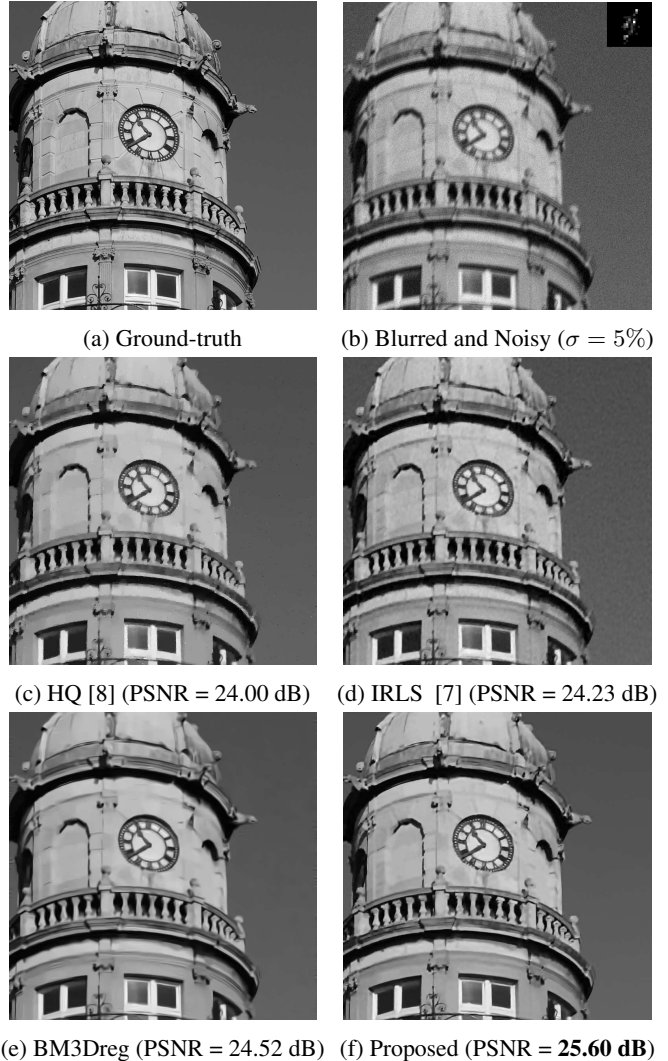 (a) Ground-truth
(b) Blurred and Noisy (σ = 5%)
(c) HQ [8] (PSNR = 24.00 dB)
(d) IRLS [7] (PSNR = 24.23 dB)
(e) BM3Dreg (PSNR = 24.52 dB)
(f) Proposed (PSNR = 25.60 dB)